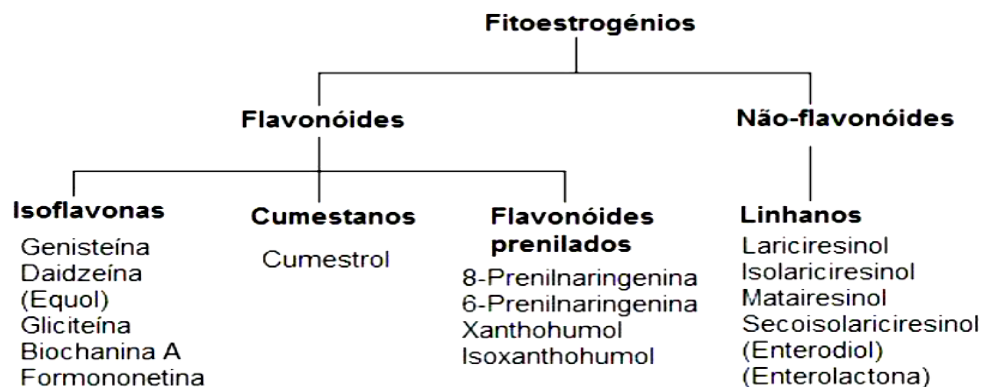 Fitoestrogénios
Flavonóides
Não-flavonóides
Isoflavonas
Genisteína
Daidzeína
(Equol)
Gliciteína
Biochanina A
Formononetina
Cumestanos
Cumestrol
Flavonóides
prenilados
8-Prenilnaringenina
6-Prenilnaringenina
Xanthohumol
Isoxanthohumol
Linhanos
Lariciresinol
Isolariciresinol
Matairesinol
Secoisolariciresinol
(Enterodiol)
(Enterolactona)